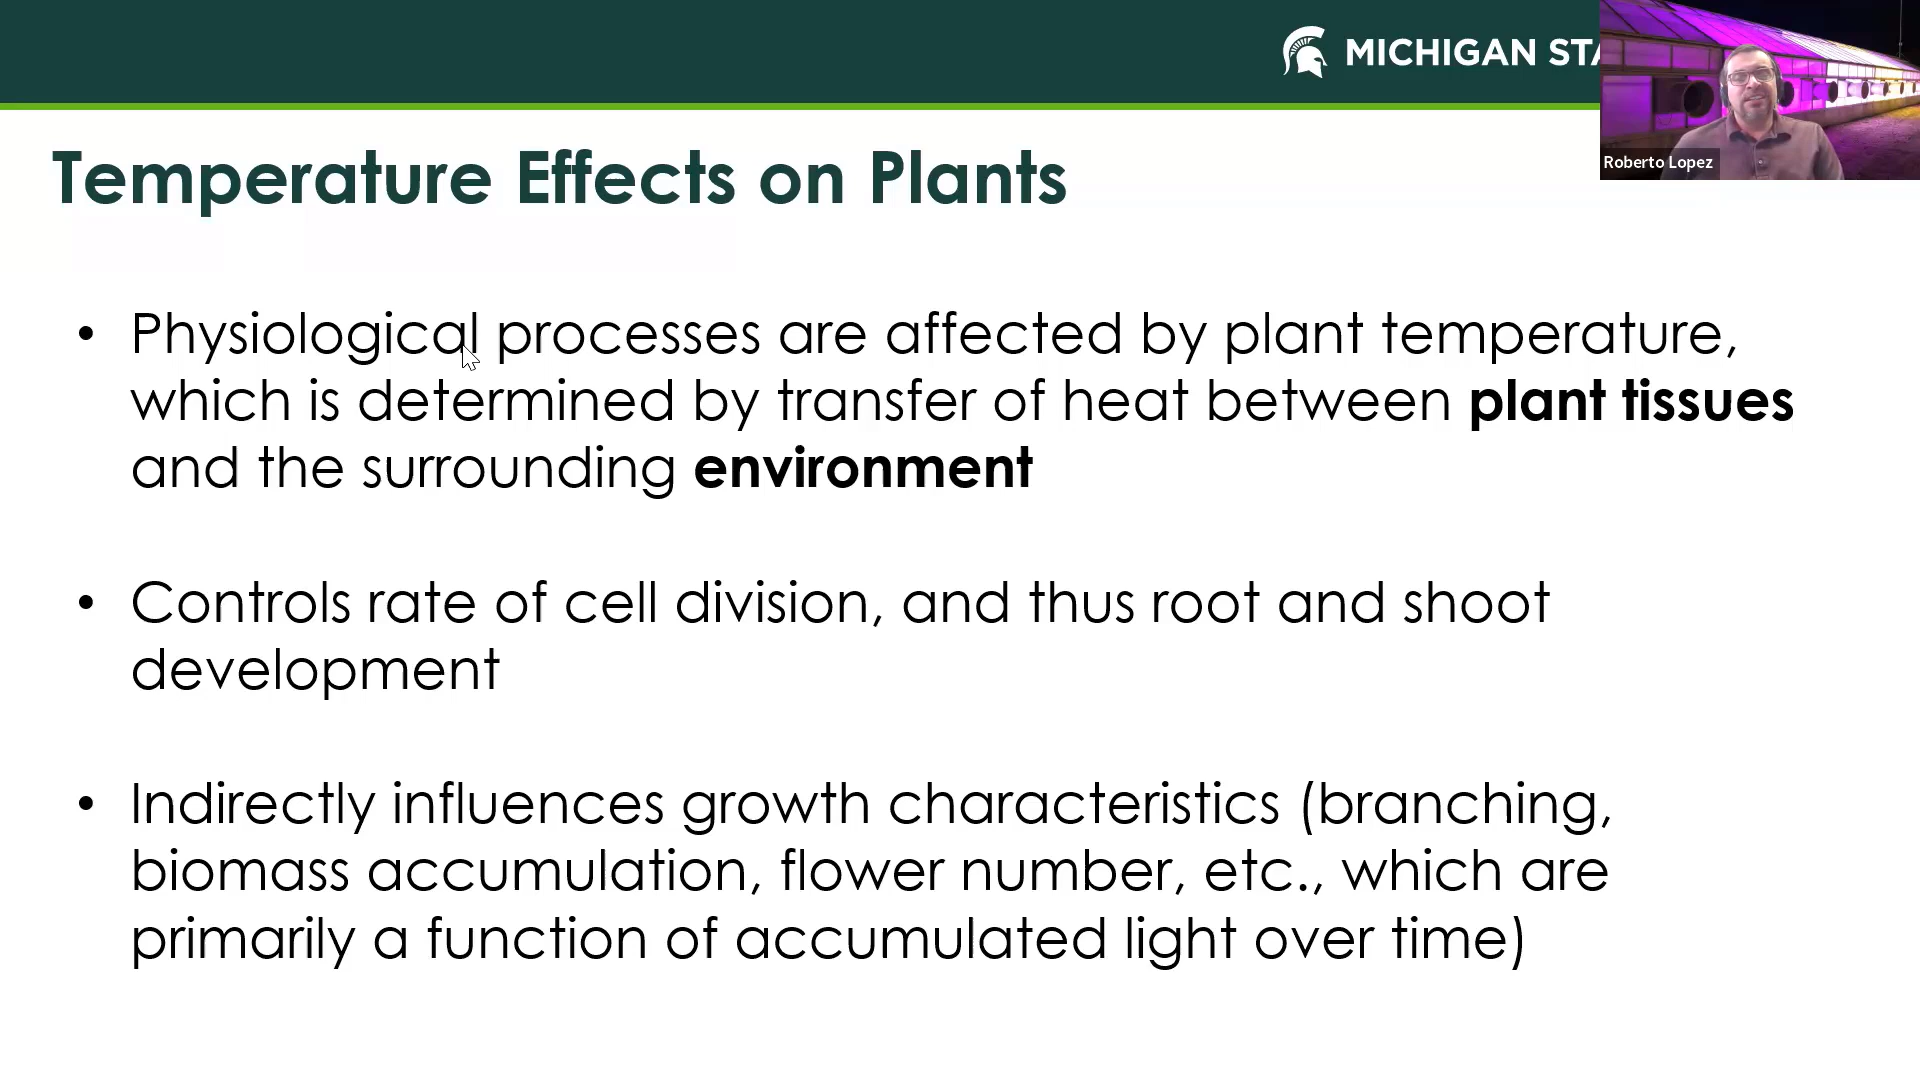 MICHIGAN STA
Roberto Lopez
Temperature Effects on Plants
• Physiological processes are affected by plant temperature,
which is determined by transfer of heat between plant tissues
and the surrounding environment
• Controls rate of cell division, and thus root and shoot
development
• Indirectly influences growth characteristics (branching,
biomass accumulation, flower number, etc., which are
primarily a function of accumulated light over time)